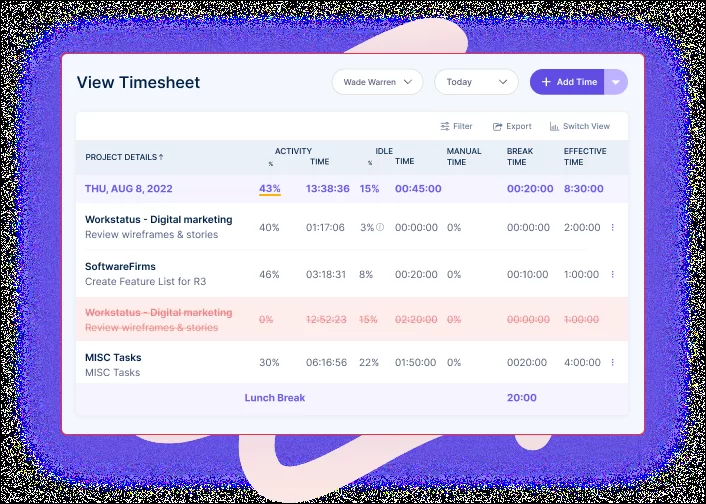 View Timesheet
Wade Warren
Today
+ Add Time
Filter
Export
Switch View
PROJECT DETAILS↑
ACTIVITY
%
TIME
IDLE
%
TIME
MANUAL
TIME
BREAK
TIME
EFFECTIVE
TIME
THU, AUG 8, 2022 43% 13:38:36 15% 00:45:00 00:20:00 8:30:00
Workstatus - Digital marketing
Review wireframes & stories
40% 01:17:06 3% 00:00:00 0% 00:00:00 2:00:00
SoftwareFirms
Create Feature List for R3
46% 03:18:31 8% 00:20:00 0% 00:10:00 1:00:00
Workstatus - Digital marketing
Review wireframes & stories
0% 12:52:23 15% 02:20:00 0% 00:00:00 1:00:00
MISC Tasks
MISC Tasks
30% 06:16:56 22% 01:50:00 0% 0020:00 4:00:00
Lunch Break 20:00